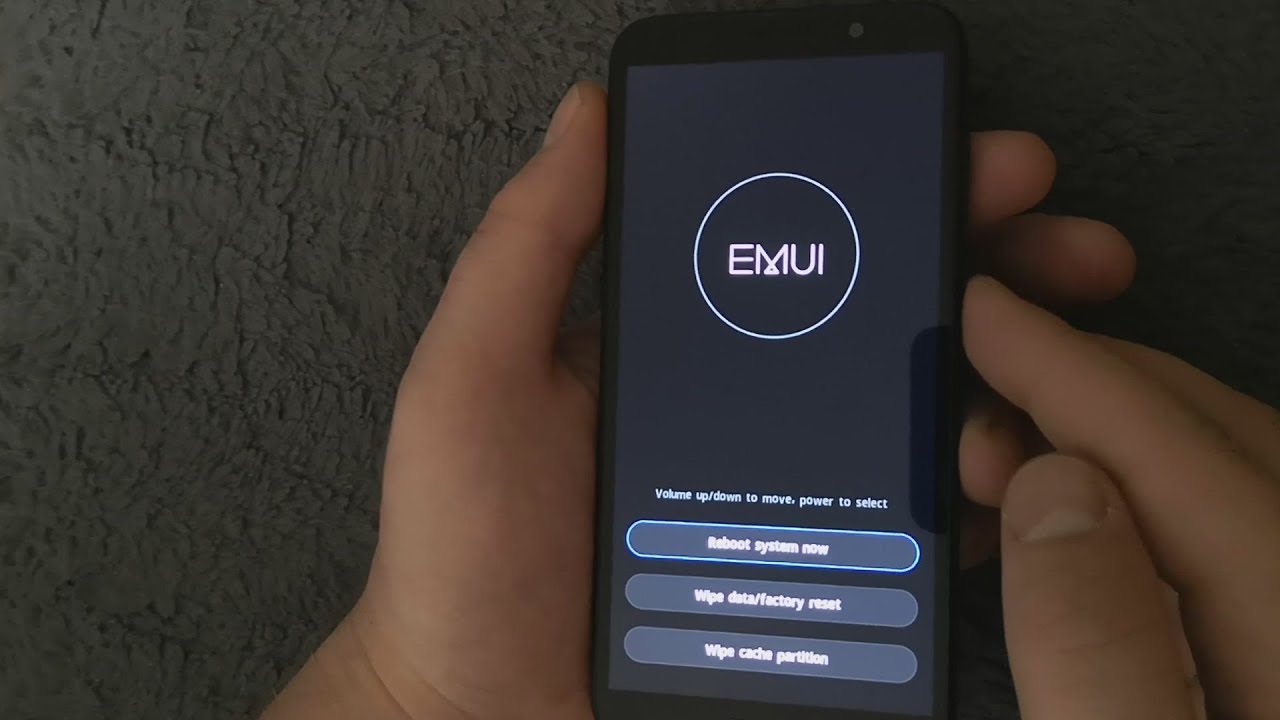 EMUI
Volume up/down to move, power to select
Reboot system now
Wipe data/factory reset
Wipe cache partition